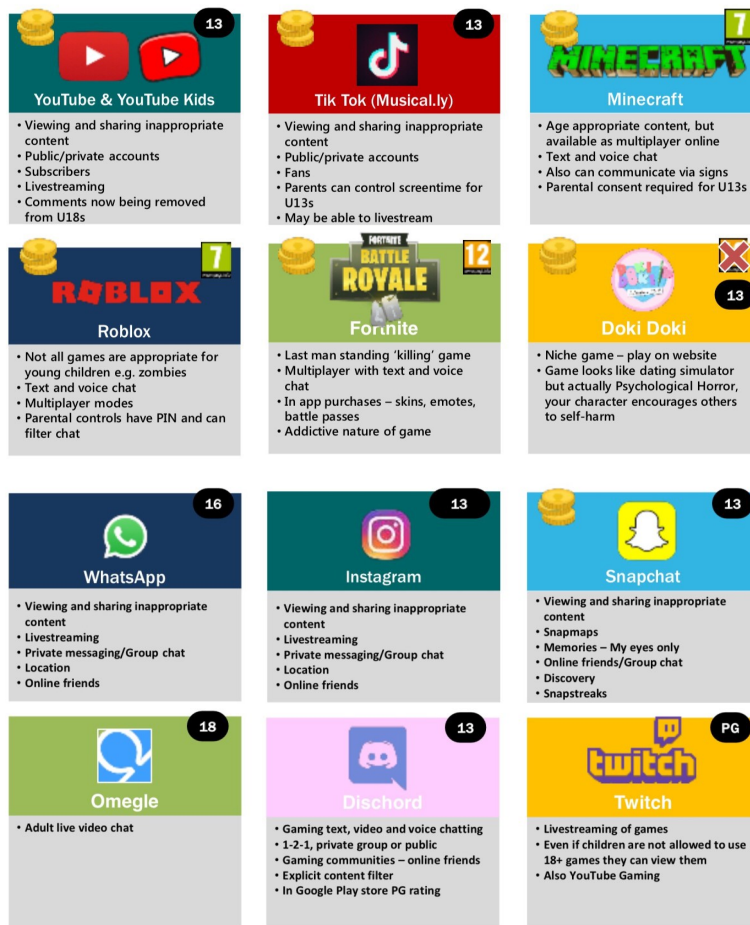 13
YouTube & YouTube Kids
• Viewing and sharing inappropriate
content
• Public/private accounts
• Subscribers
• Livestreaming
• Comments now being removed
from U18s
13
Tik Tok (Musical.ly)
• Viewing and sharing inappropriate
content
• Public/private accounts
• Fans
• Parents can control screentime for
U13s
• May be able to livestream
7
MINECRAFT
Minecraft
• Age appropriate content, but
available as multiplayer online
• Text and voice chat
• Also can communicate via signs
• Parental consent required for U13s
7
ROBLOX
Roblox
• Not all games are appropriate for
young children e.g. zombies
• Text and voice chat
• Multiplayer modes
• Parental controls have PIN and can
filter chat
FORTNITE
BATTLE
ROYALE
12
Fortnite
• Last man standing ‘killing’ game
• Multiplayer with text and voice
chat
• In app purchases – skins, emotes,
battle passes
• Addictive nature of game
13
Doki Doki
• Niche game – play on website
• Game looks like dating simulator
but actually Psychological Horror,
your character encourages others
to self-harm
16
WhatsApp
• Viewing and sharing inappropriate
content
• Livestreaming
• Private messaging/Group chat
• Location
• Online friends
13
Instagram
• Viewing and sharing inappropriate
content
• Livestreaming
• Private messaging/Group chat
• Location
• Online friends
13
Snapchat
• Viewing and sharing inappropriate
content
• Snapmaps
• Memories – My eyes only
• Online friends/Group chat
• Discovery
• Snapstreaks
18
Omegle
• Adult live video chat
13
Dischord
• Gaming text, video and voice chatting
• 1-2-1, private group or public
• Gaming communities – online friends
• Explicit content filter
• In Google Play store PG rating
PG
twitch
Twitch
• Livestreaming of games
• Even if children are not allowed to use
18+ games they can view them
• Also YouTube Gaming